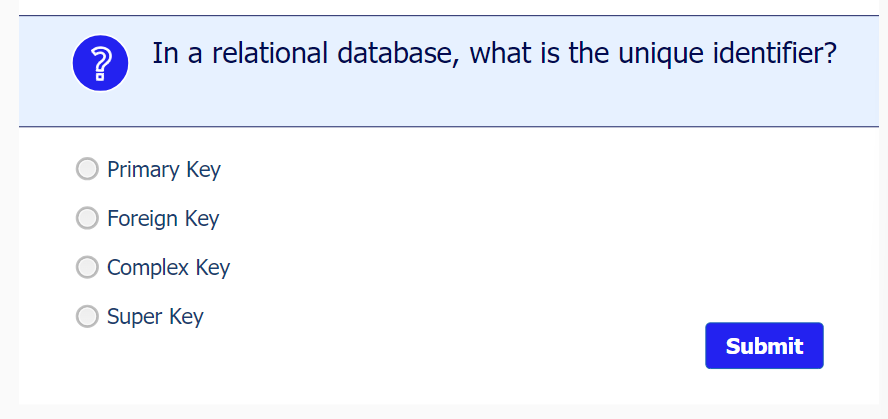 ?
In a relational database, what is the unique identifier?
Primary Key
Foreign Key
Complex Key
Super Key
Submit